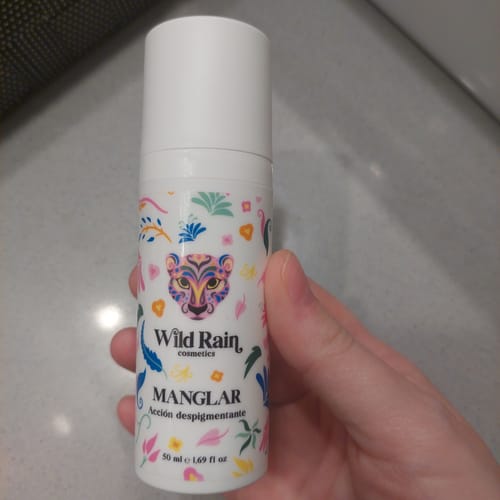 Wild Rain
cosmetics
MANGLAR
Acción despigmentante
50 ml e 1,69 fl oz